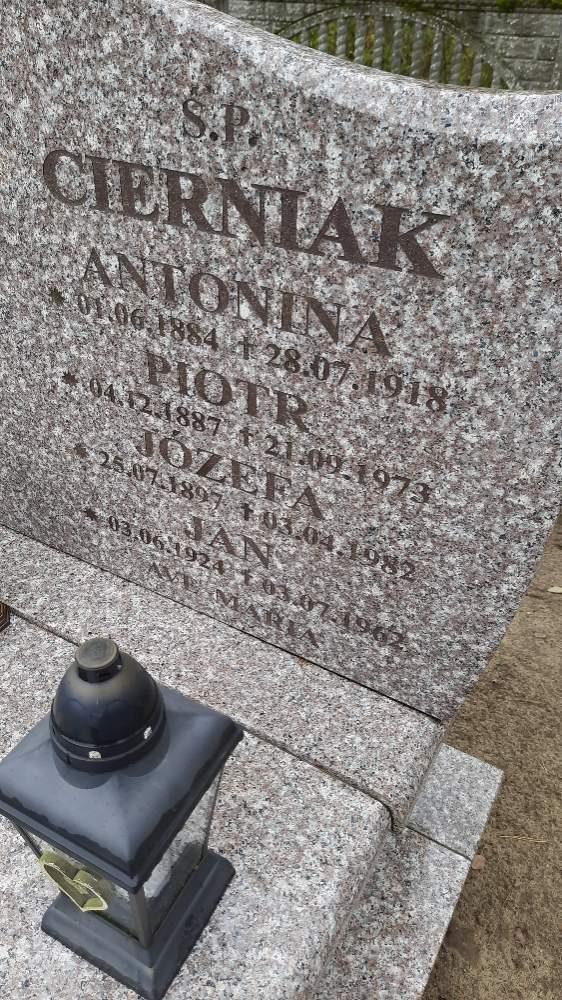 Ś.P.
CIERNIAK
ANTONINA
* 01.06.1884 † 28.07.1918
PIOTR
* 04.12.1887 † 21.09.1973
JÓZEFA
* 25.07.1897 † 03.04.1982
JAN
* 03.06.1924 † 03.07.1962
AVE MARIA